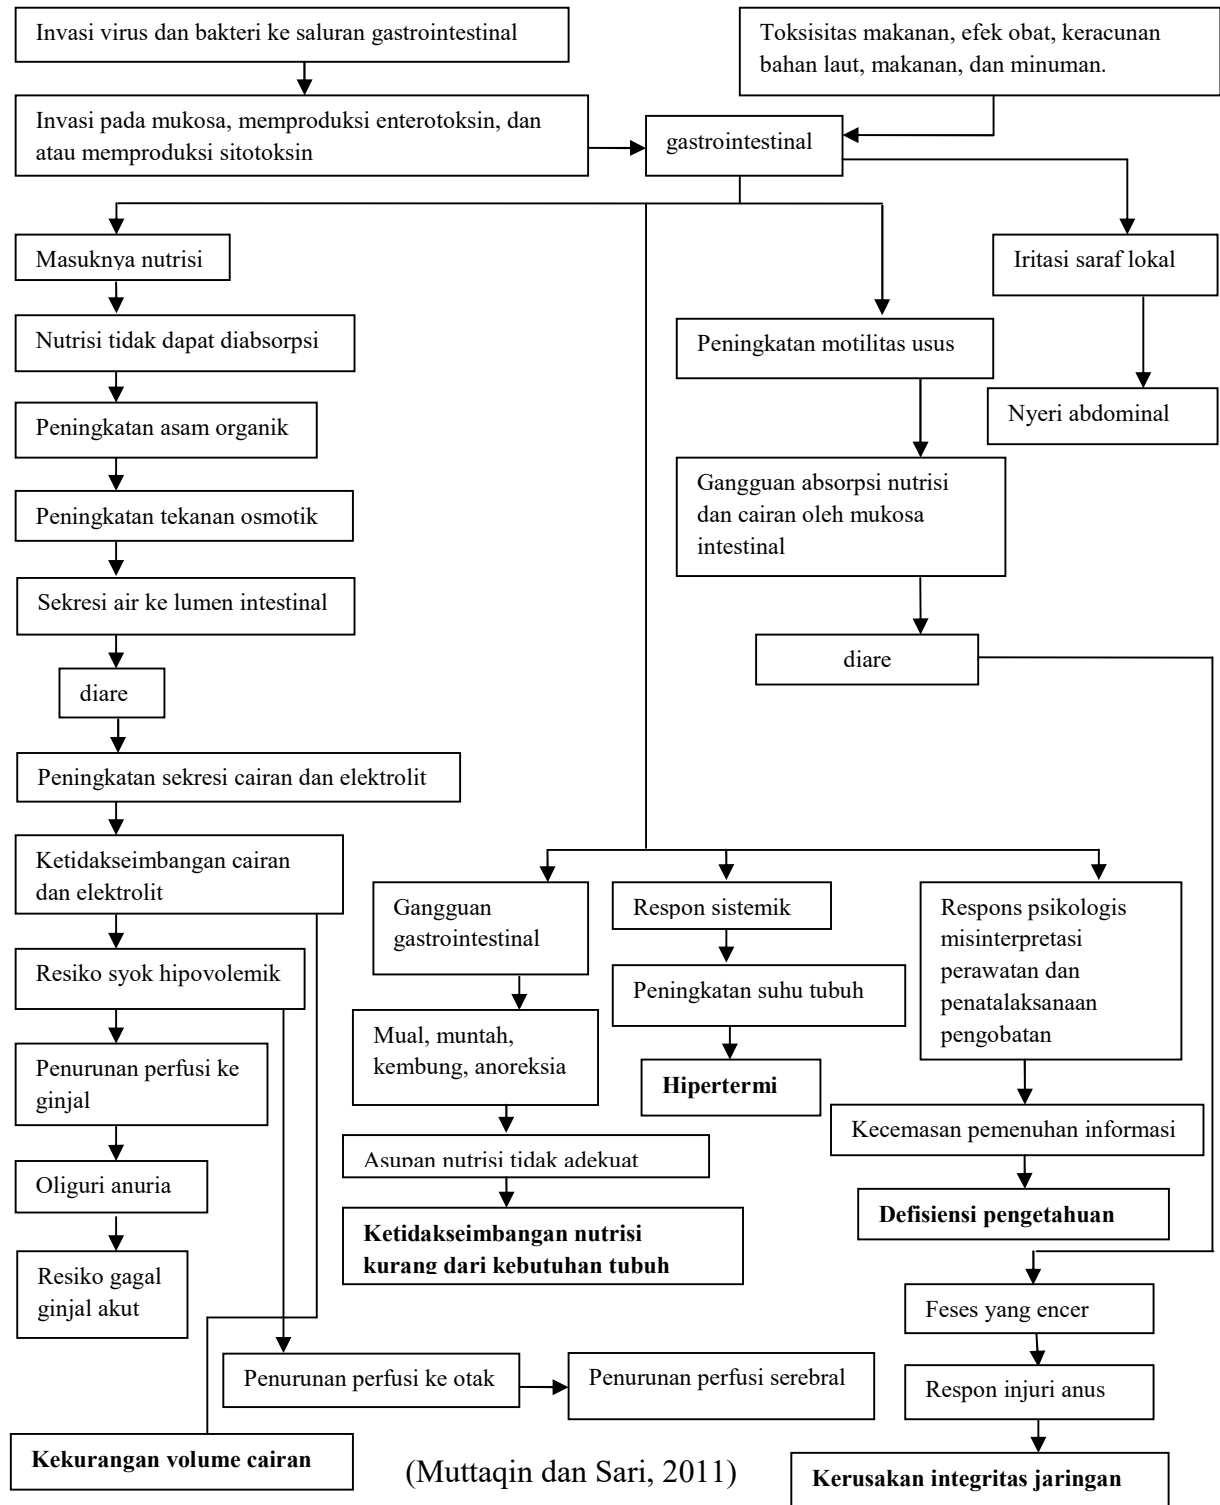 Invasi virus dan bakteri ke saluran gastrointestinal
Toksisitas makanan, efek obat, keracunan
bahan laut, makanan, dan minuman.
Invasi pada mukosa, memproduksi enterotoksin, dan
atau memproduksi sitotoksin
gastrointestinal
Masuknya nutrisi
Iritasi saraf lokal
Nutrisi tidak dapat diabsorpsi
Peningkatan motilitas usus
Nyeri abdominal
Peningkatan asam organik
Gangguan absorpsi nutrisi
dan cairan oleh mukosa
intestinal
Peningkatan tekanan osmotik
Sekresi air ke lumen intestinal
diare
diare
Peningkatan sekresi cairan dan elektrolit
Ketidakseimbangan cairan
dan elektrolit
Gangguan
gastrointestinal
Respon sistemik
Respons psikologis
misinterpretasi
perawatan dan
penatalaksanaan
pengobatan
Resiko syok hipovolemik
Peningkatan suhu tubuh
Mual, muntah,
kembung, anoreksia
Penurunan perfusi ke
ginjal
Hipertermi
Kecemasan pemenuhan informasi
Asupan nutrisi tidak adekuat
Oliguri anuria
Defisiensi pengetahuan
Ketidakseimbangan nutrisi
kurang dari kebutuhan tubuh
Resiko gagal
ginjal akut
Feses yang encer
Penurunan perfusi ke otak
Penurunan perfusi serebral
Respon injuri anus
Kekurangan volume cairan
(Muttaqin dan Sari, 2011)
Kerusakan integritas jaringan